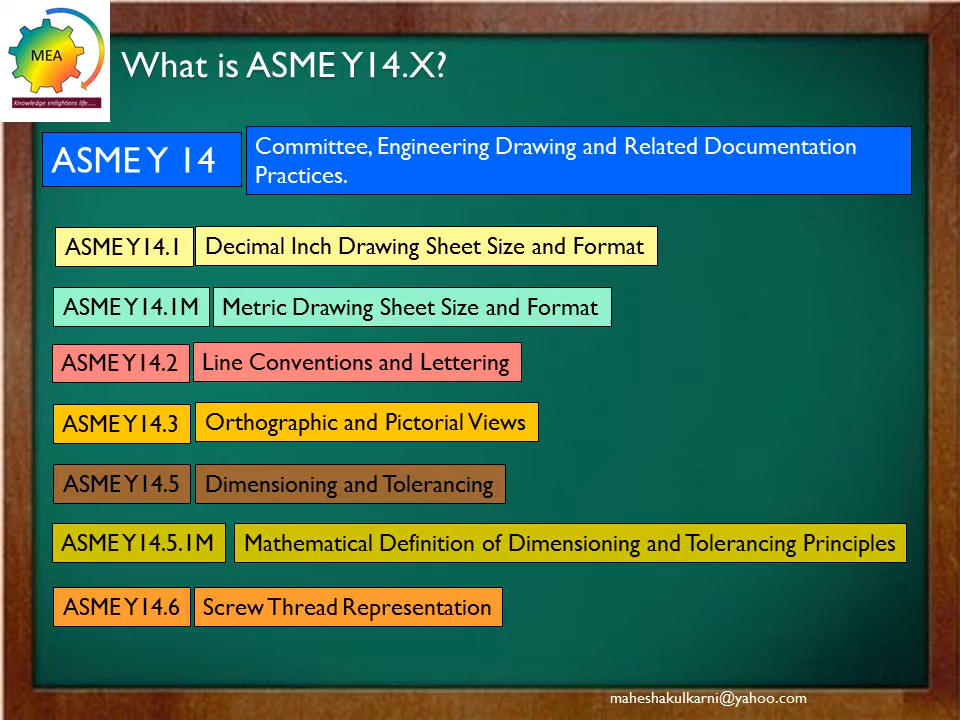 MEA
Knowledge enlightens life.....
What is ASME Y14.X?
ASME Y 14
Committee, Engineering Drawing and Related Documentation
Practices.
ASME Y14.1
Decimal Inch Drawing Sheet Size and Format
ASME Y14.1M
Metric Drawing Sheet Size and Format
ASME Y14.2
Line Conventions and Lettering
ASME Y14.3
Orthographic and Pictorial Views
ASME Y14.5
Dimensioning and Tolerancing
ASME Y14.5.1M
Mathematical Definition of Dimensioning and Tolerancing Principles
ASME Y14.6
Screw Thread Representation
maheshakulkarni@yahoo.com